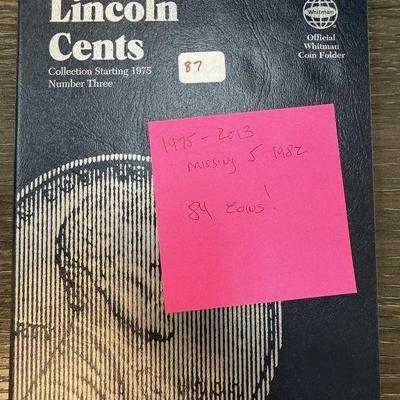 Lincoln
Cents
Collection Starting 1975
Number Three
Whitman
Official
Whitman
Coin Folder
87
1975-2013
Missing 5 1982
84 coins!
RTY